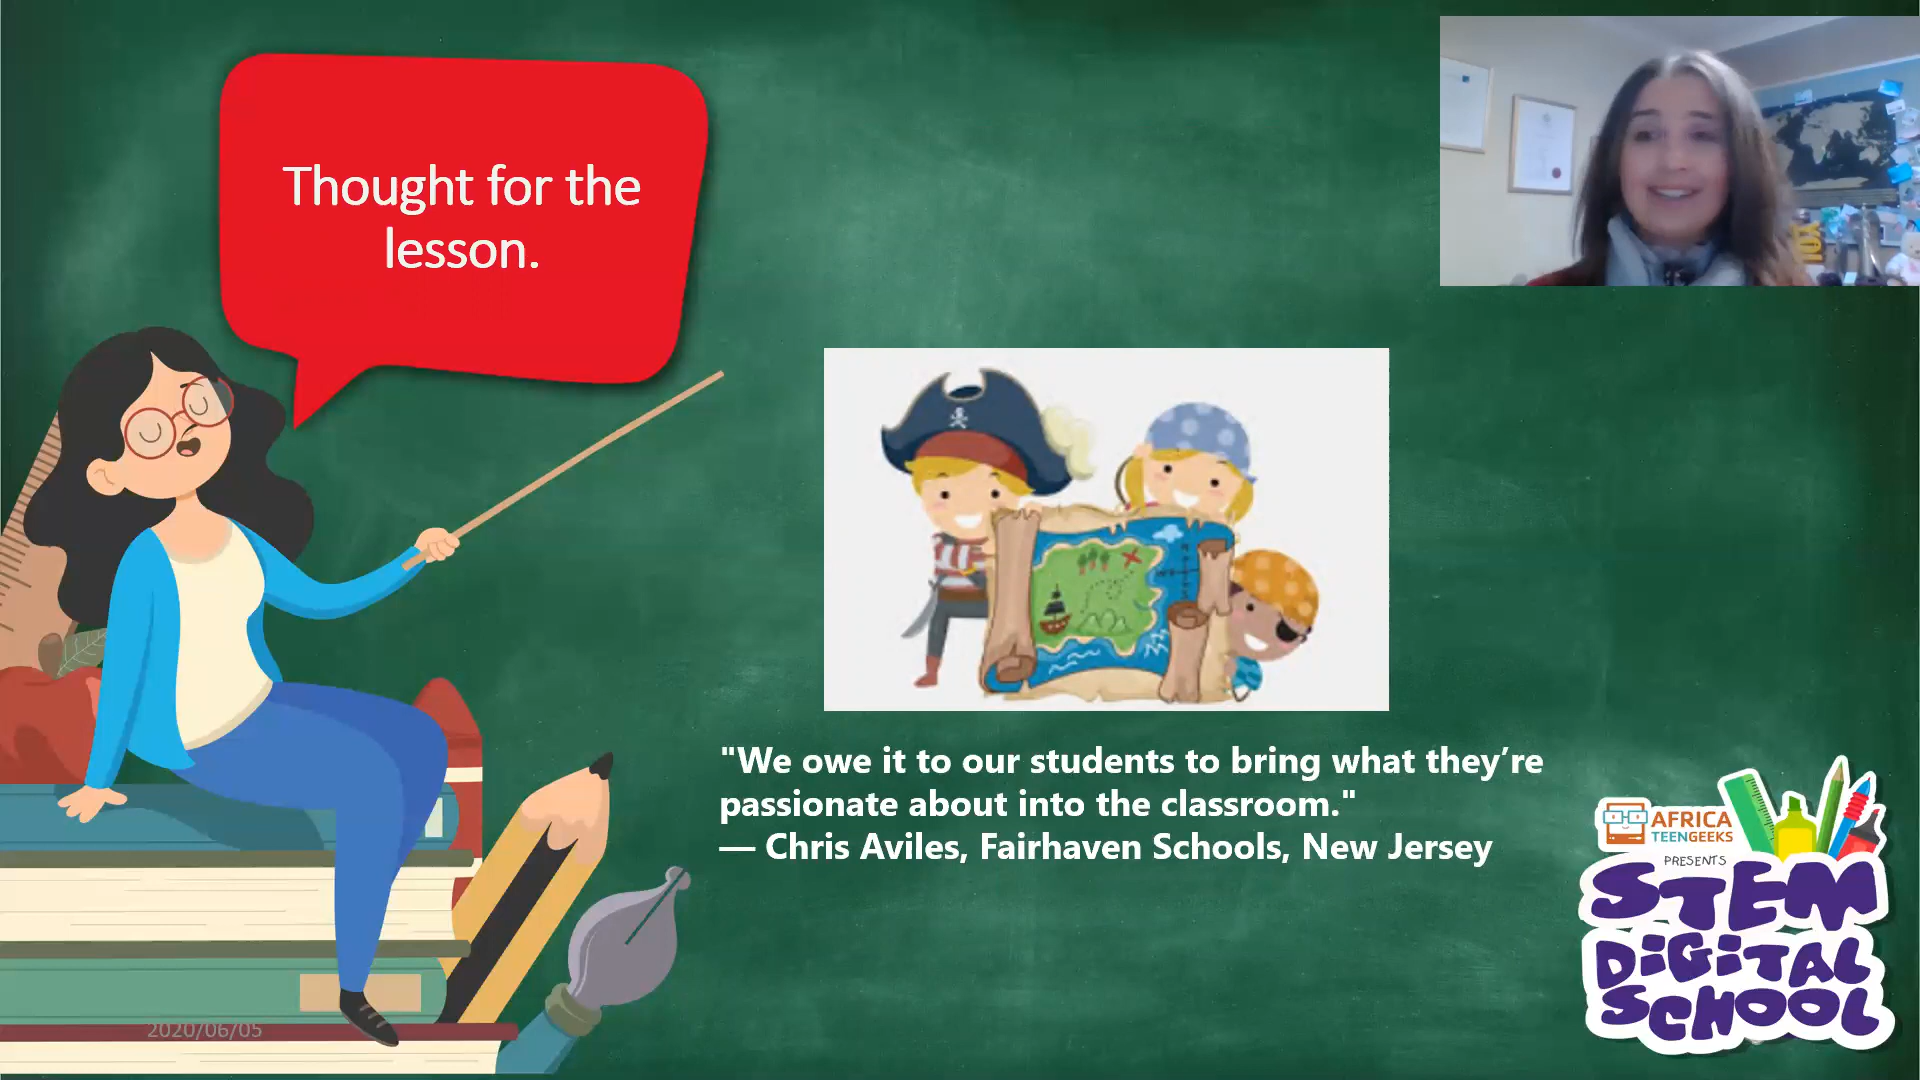 Thought for the
lesson.
"We owe it to our students to bring what they’re
passionate about into the classroom."
— Chris Aviles, Fairhaven Schools, New Jersey
AFRICA
TEENGEEKS
PRESENTS
STEM
DiGiTAL
SCHOOL
2020/06/05